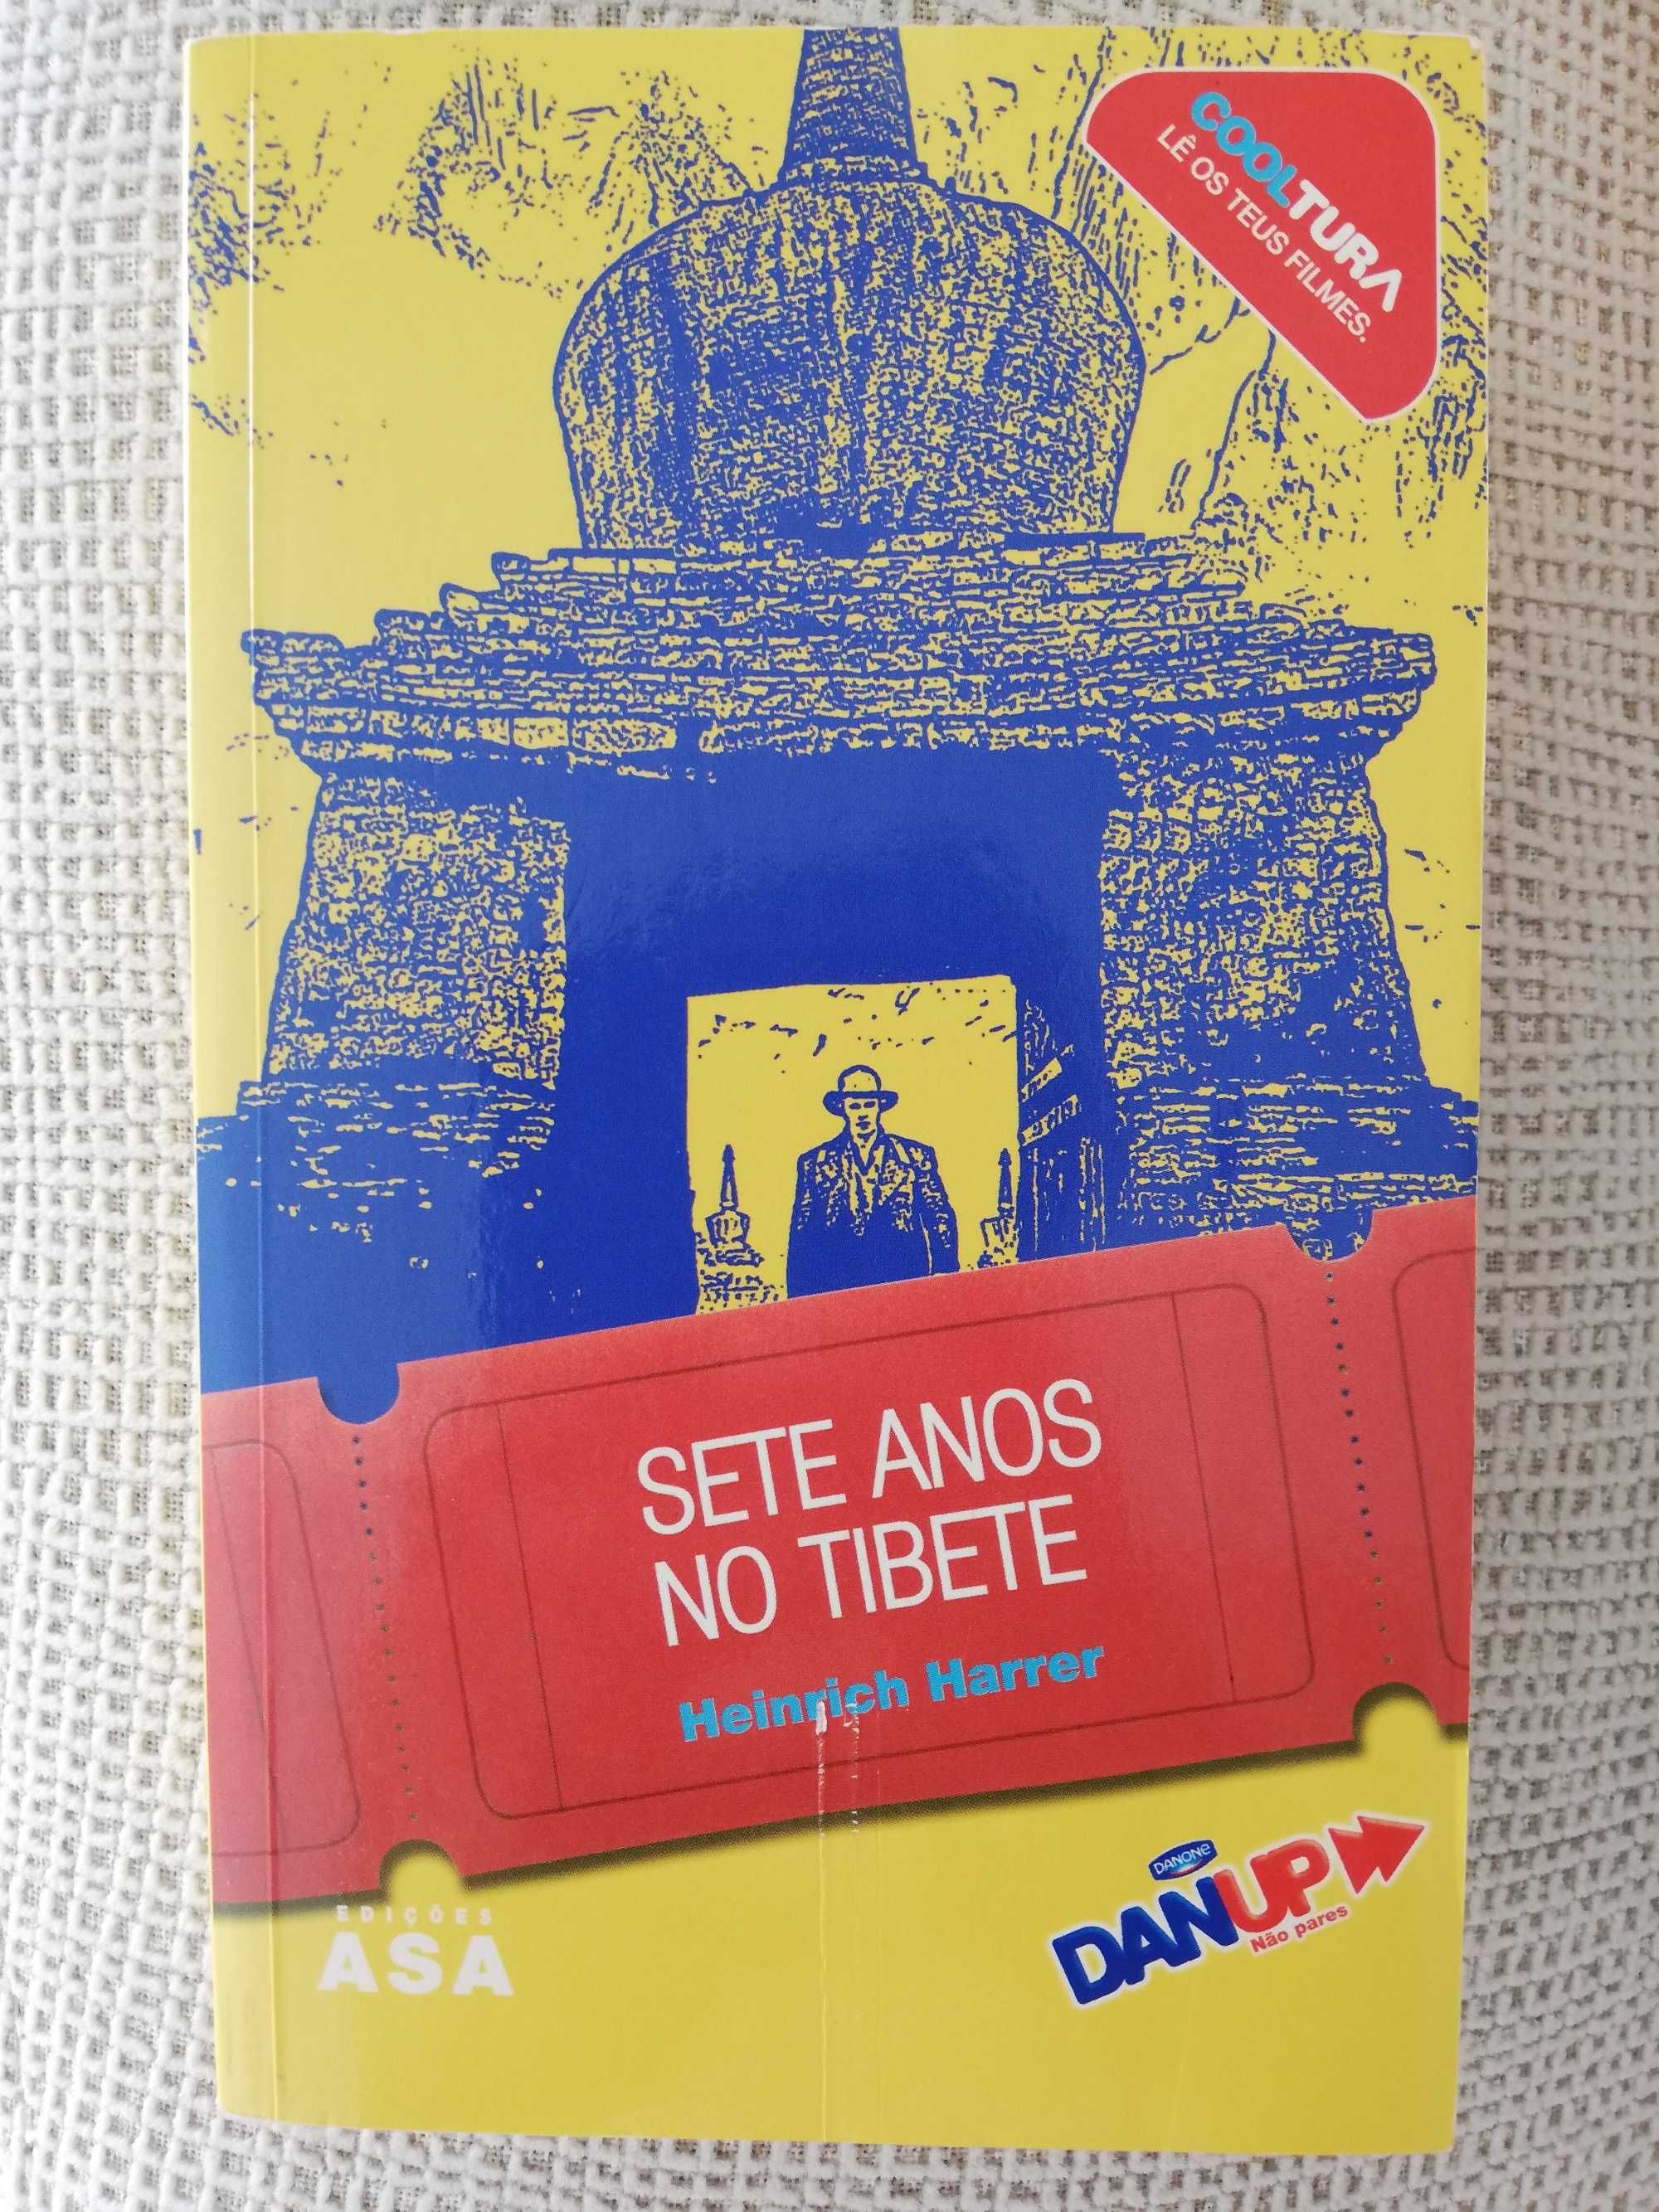 COOLTURA
LÊ OS TEUS FILMES.
SETE ANOS
NO TIBETE
Heinrich Harrer
DANONE
DANUP
Não pares
EDIÇÕES
ASA